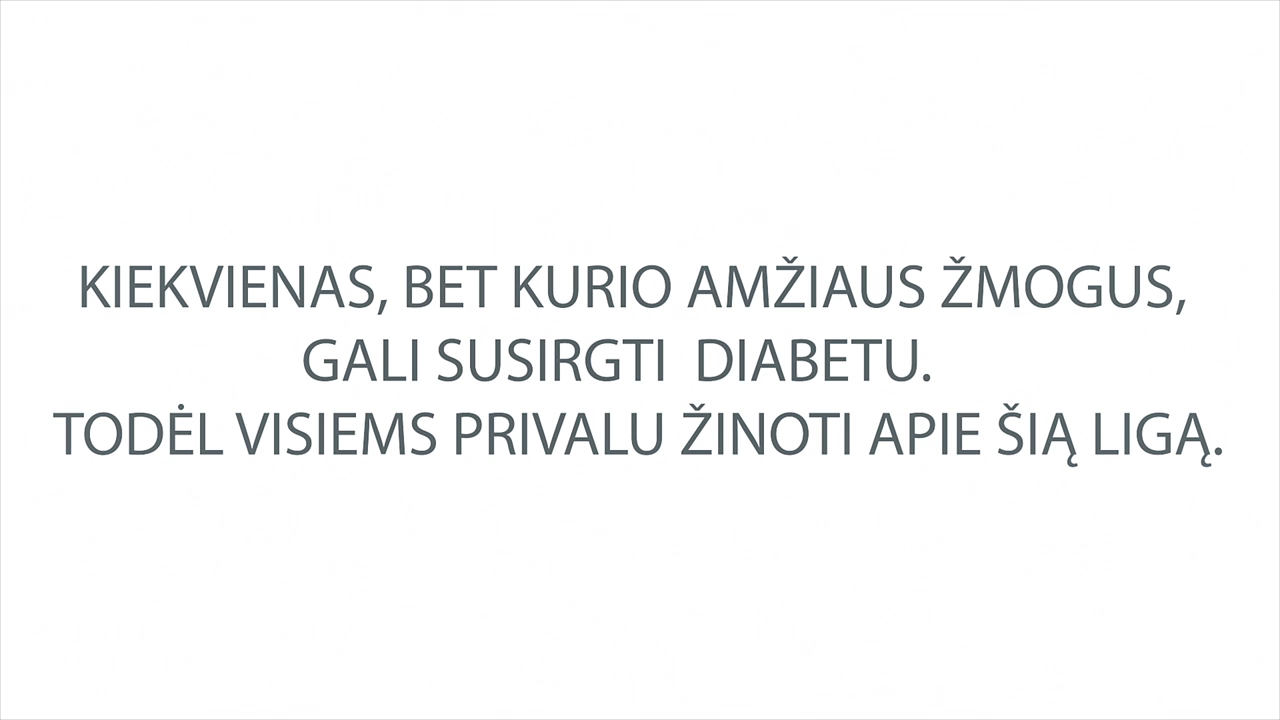 KIEKVIENAS, BET KURIO AMŽIAUS ŽMOGUS,
GALI SUSIRGTI  DIABETU.
TODĖL VISIEMS PRIVALU ŽINOTI APIE ŠIĄ LIGĄ.